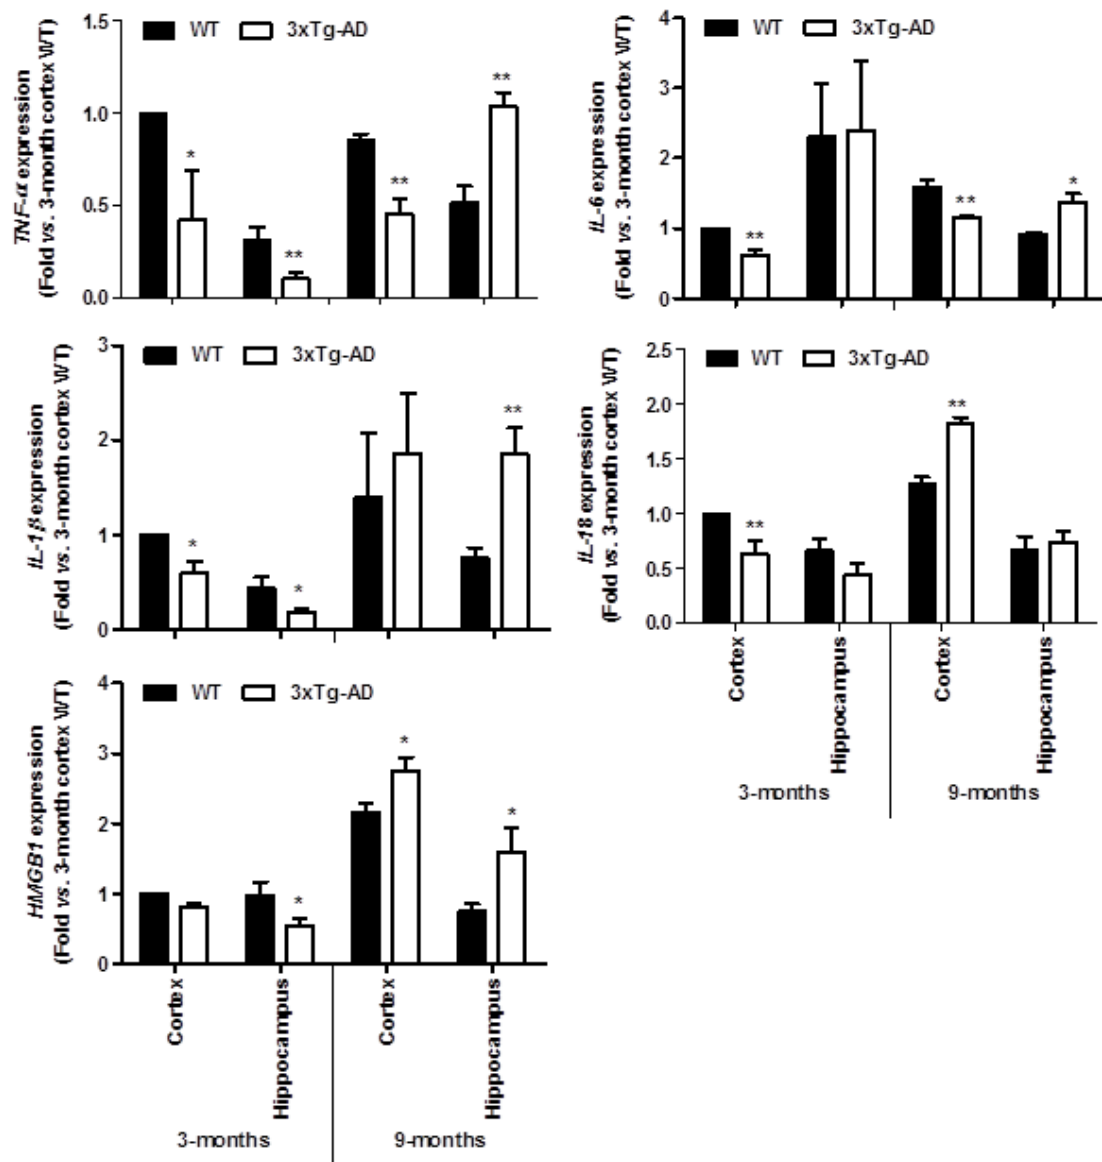 WT 3xTg-AD
TNF-α expression
(Fold vs. 3-month cortex WT)
1.5
1.0
0.5
0.0
*
**
**
**
WT 3xTg-AD
IL-6 expression
(Fold vs. 3-month cortex WT)
4
3
2
1
0
**
**
*
WT 3xTg-AD
IL-1β expression
(Fold vs. 3-month cortex WT)
3
2
1
0
*
*
**
WT 3xTg-AD
IL-18 expression
(Fold vs. 3-month cortex WT)
2.5
2.0
1.5
1.0
0.5
0.0
**
**
Cortex
Hippocampus
Cortex
Hippocampus
3-months 9-months
WT 3xTg-AD
HMGB1 expression
(Fold vs. 3-month cortex WT)
4
3
2
1
0
*
*
*
Cortex
Hippocampus
Cortex
Hippocampus
3-months 9-months